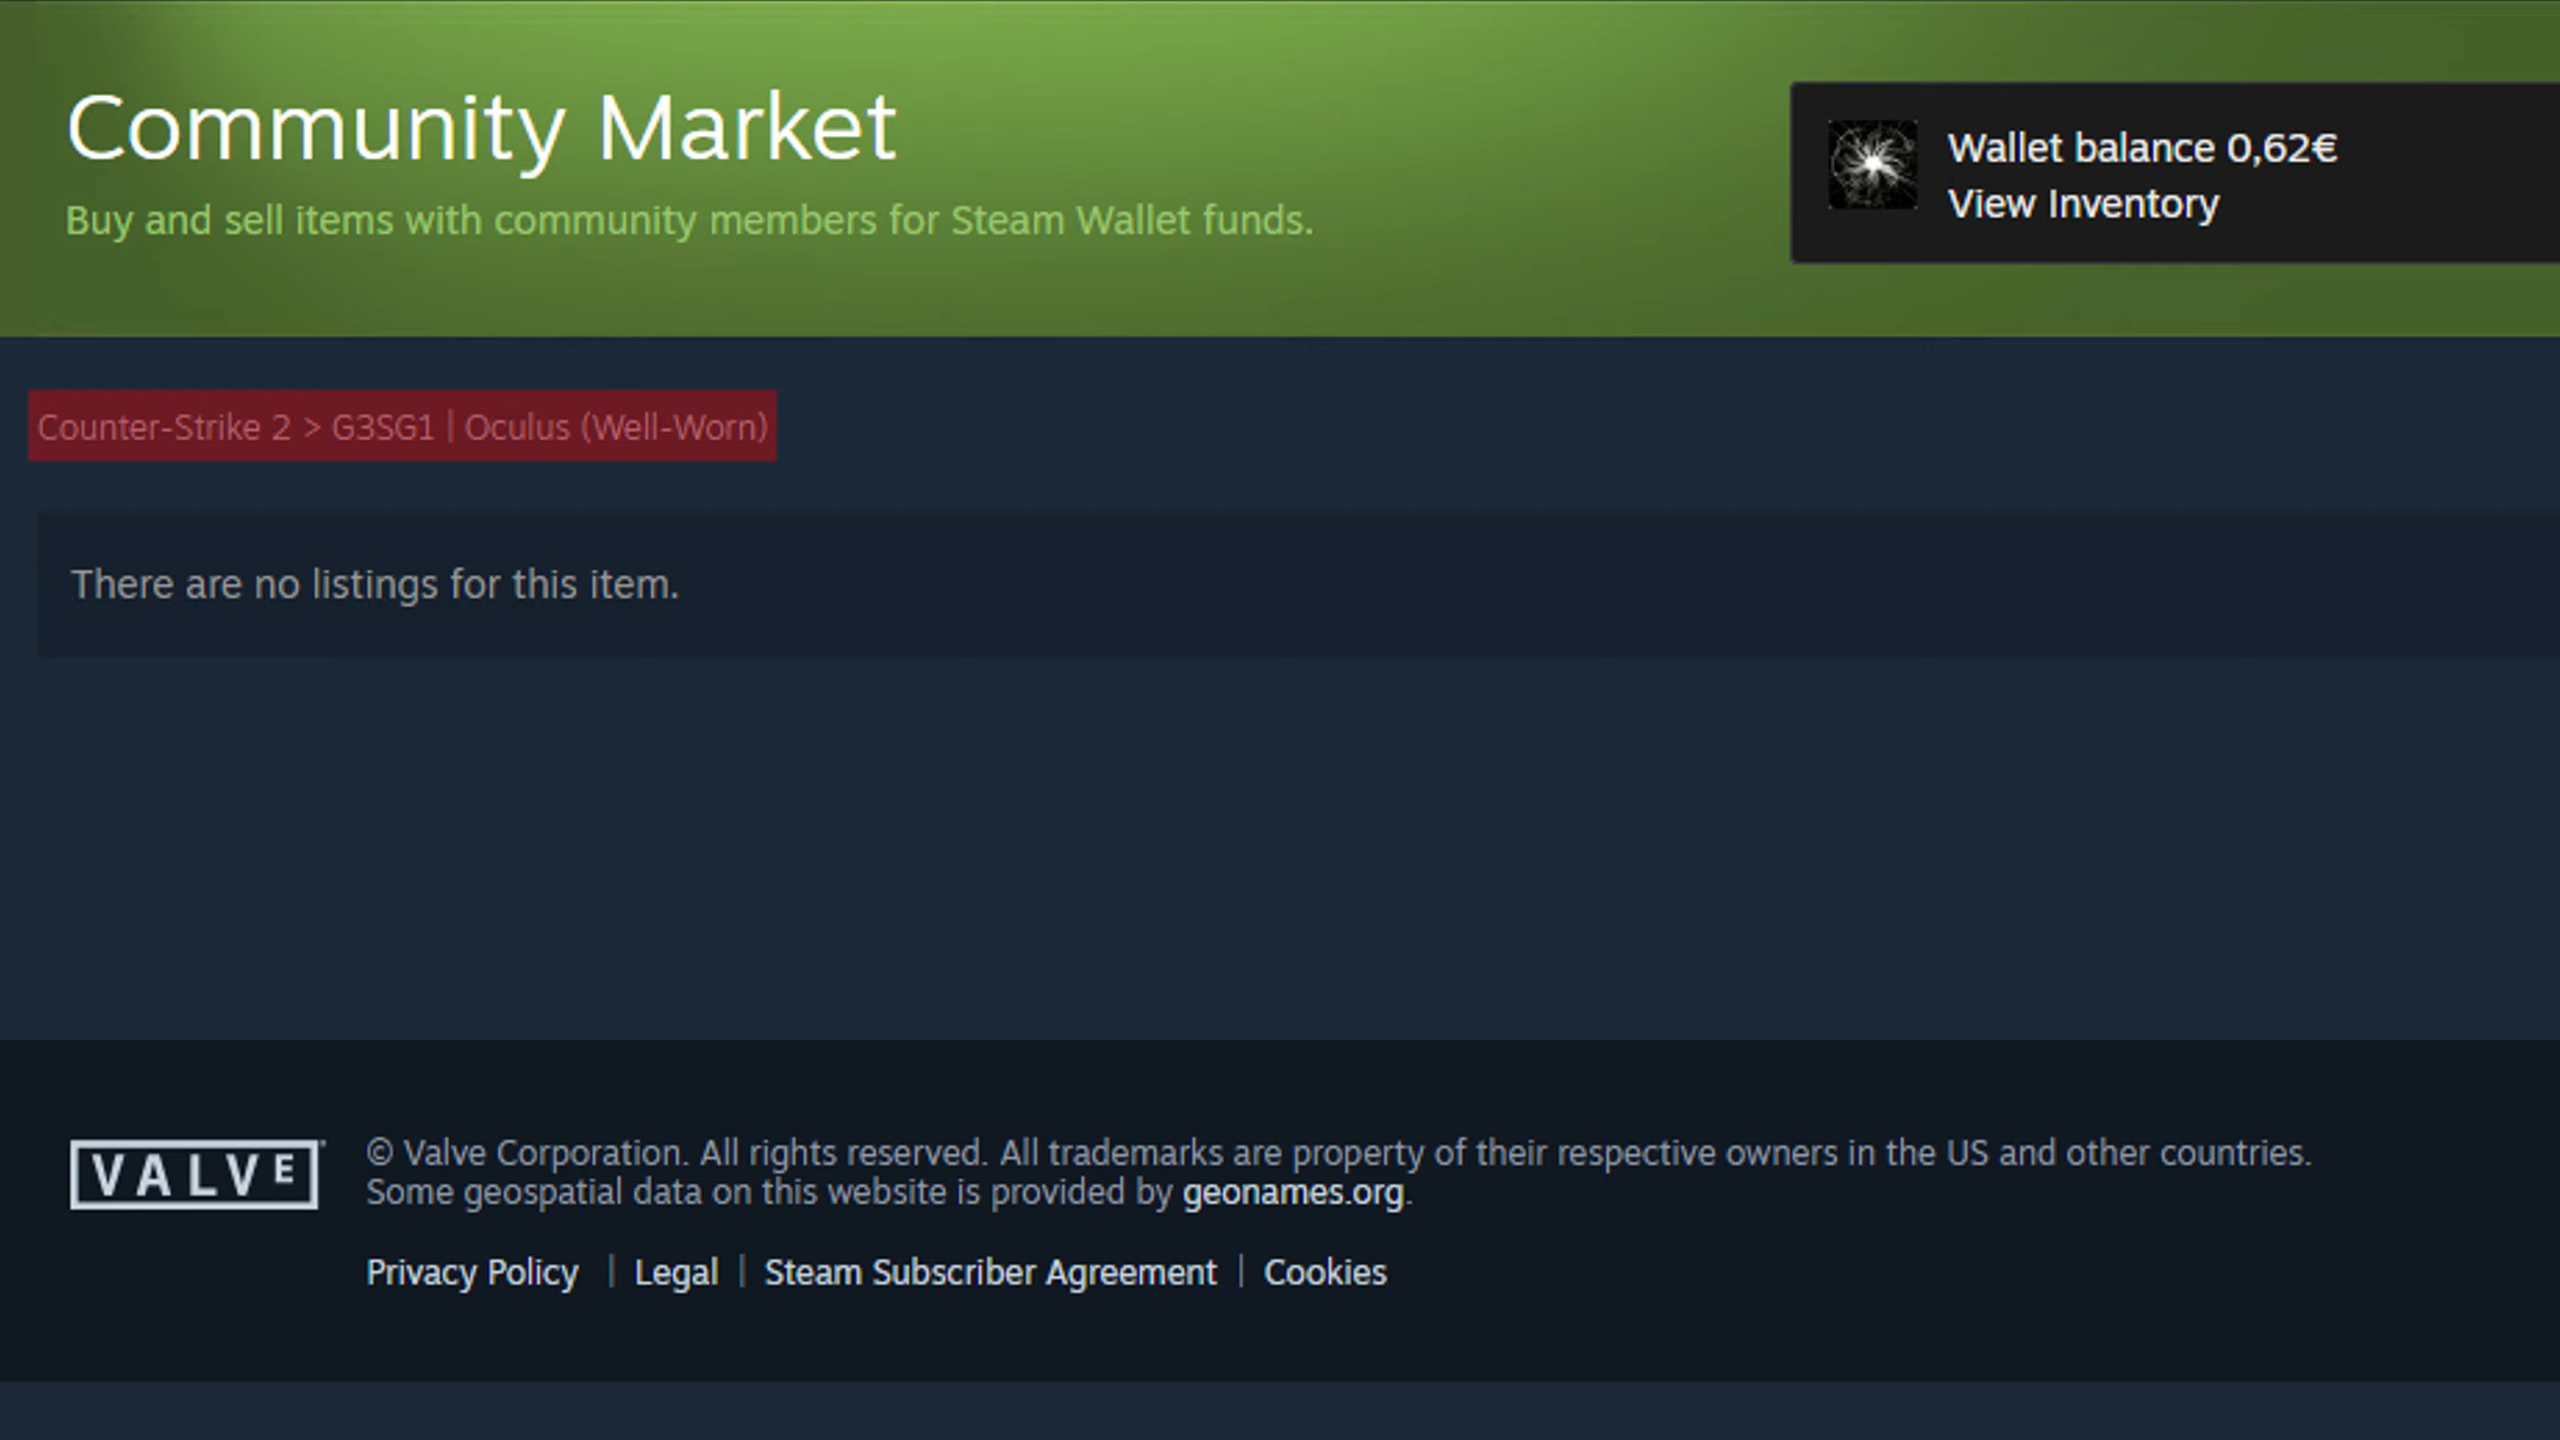 Community Market
Buy and sell items with community members for Steam Wallet funds.
Wallet balance 0,62€
View Inventory
Counter-Strike 2 > G3SG1 | Oculus (Well-Worn)
There are no listings for this item.
VALVE
© Valve Corporation. All rights reserved. All trademarks are property of their respective owners in the US and other countries.
Some geospatial data on this website is provided by geonames.org.
Privacy Policy | Legal | Steam Subscriber Agreement | Cookies